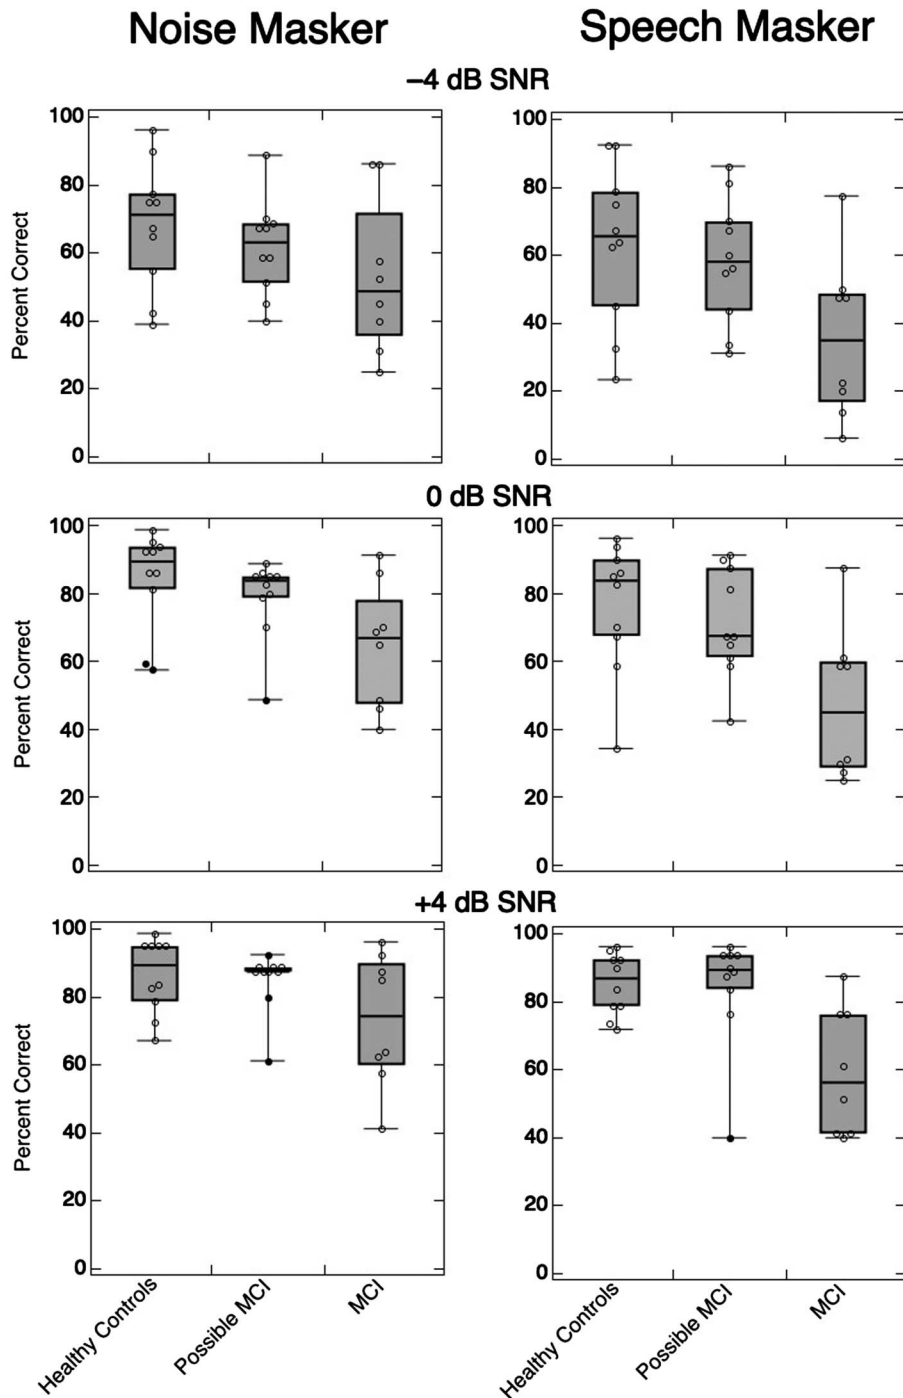 Noise Masker
Speech Masker
–4 dB SNR
100
80
60
40
20
0
Percent Correct
100
80
60
40
20
0
0 dB SNR
100
80
60
40
20
0
Percent Correct
100
80
60
40
20
0
+4 dB SNR
100
80
60
40
20
0
Percent Correct
100
80
60
40
20
0
Healthy Controls
Possible MCI
MCI
Healthy Controls
Possible MCI
MCI